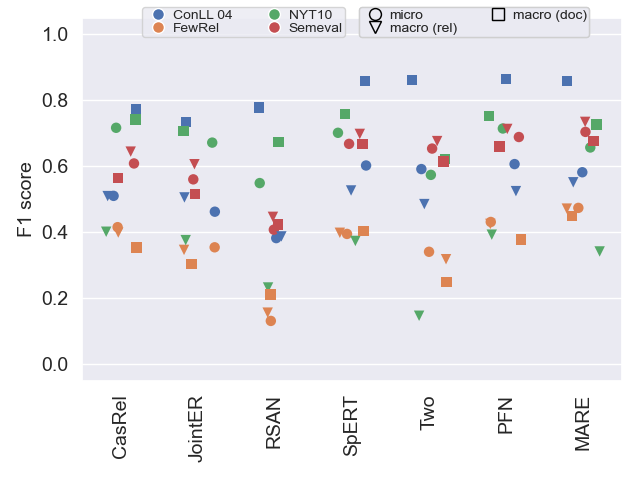 ConLL 04
FewRel
NYT10
Semeval
micro
macro (rel)
macro (doc)
F1 score
1.0
0.8
0.6
0.4
0.2
0.0
CasRel
JointER
RSAN
SpERT
Two
PFN
MARE